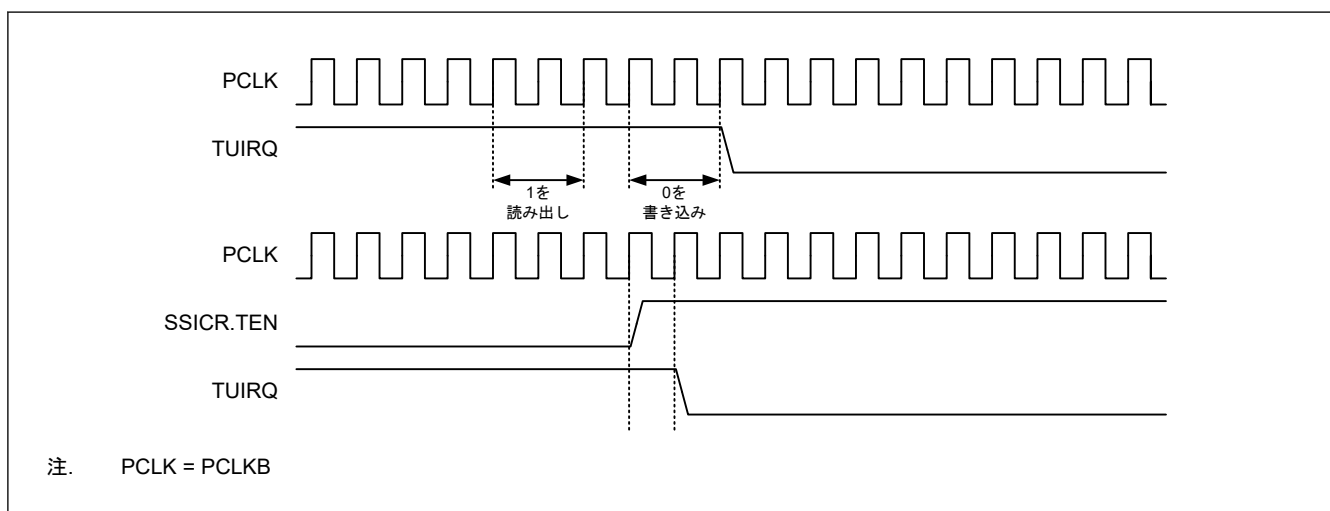 PCLK
TUIRQ
1を
読み出し
0を
書き込み
PCLK
SSICR.TEN
TUIRQ
注. PCLK = PCLKB